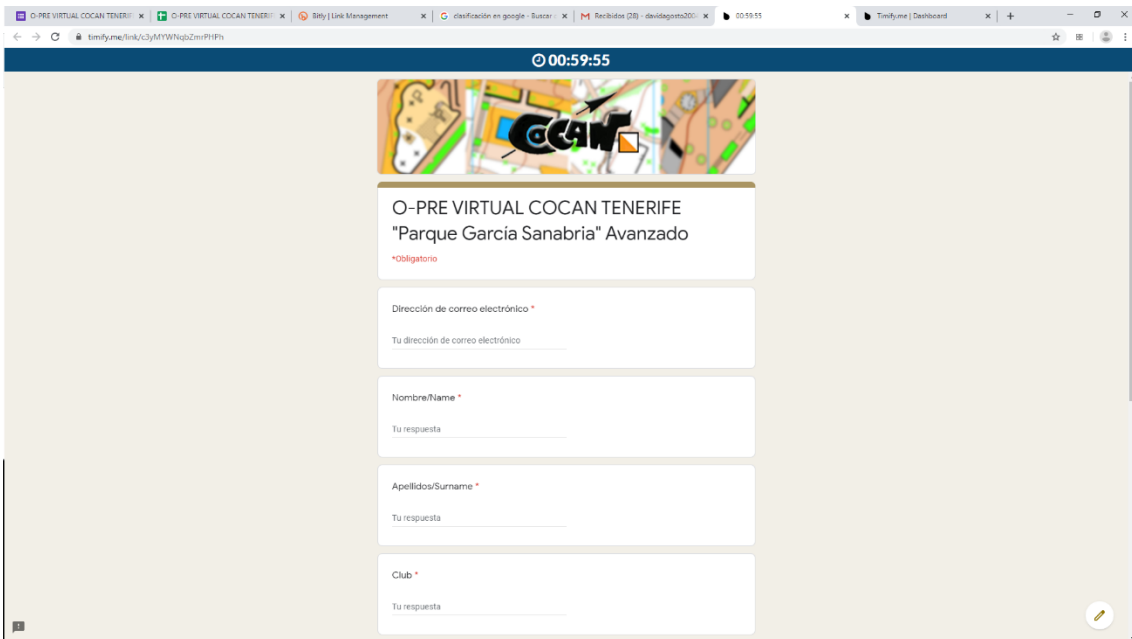 O-PRE VIRTUAL COCAN TENERIF
O-PRE VIRTUAL COCAN TENERIF
Bitly | Link Management
clasificación en google - Buscar
Recibidos (28) - davidagosto200
00:59:55
Timify.me | Dashboard
timify.me/link/c3yMYWNqbZmrPHPh
00:59:55
COCAN
O-PRE VIRTUAL COCAN TENERIFE
"Parque García Sanabria" Avanzado
*Obligatorio
Dirección de correo electrónico *
Tu dirección de correo electrónico
Nombre/Name *
Tu respuesta
Apellidos/Surname *
Tu respuesta
Club *
Tu respuesta